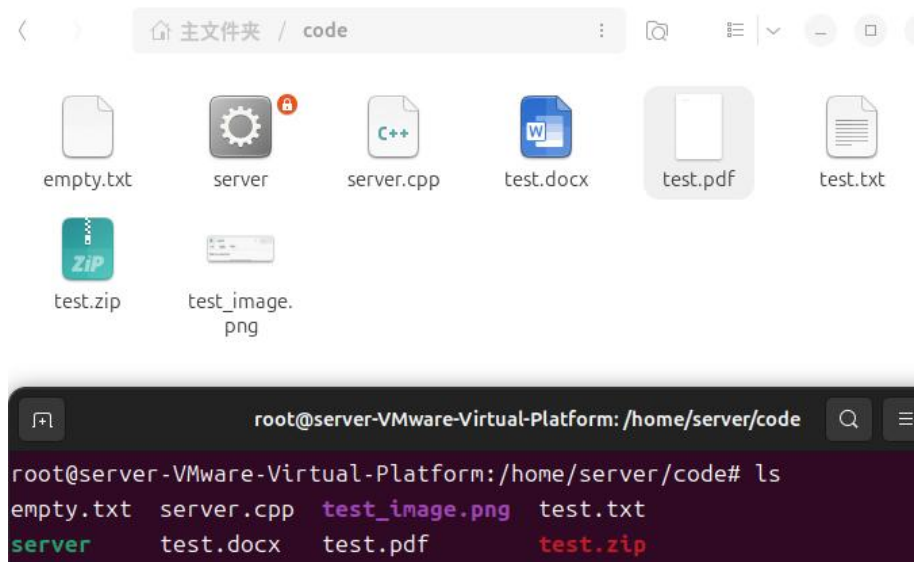 主文件夹 / code
C++
W
empty.txt server server.cpp test.docx test.pdf test.txt
ZIP
test.zip test_image.
png
root@server-VMware-Virtual-Platform: /home/server/code
root@server-VMware-Virtual-Platform:/home/server/code# ls
empty.txt server.cpp test_image.png test.txt
server test.docx test.pdf test.zip